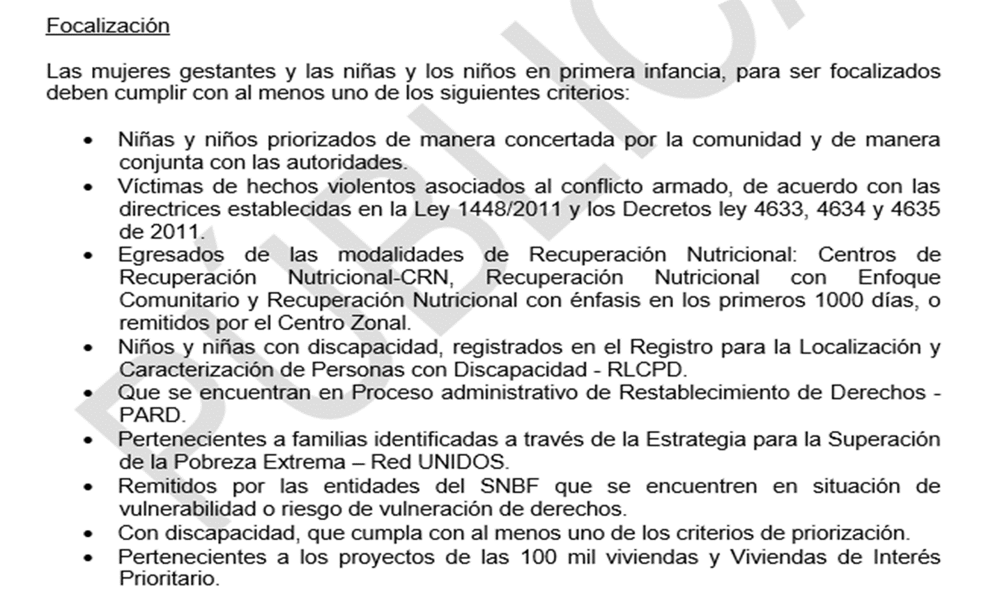 Focalización
Las mujeres gestantes y las niñas y los niños en primera infancia, para ser focalizados
deben cumplir con al menos uno de los siguientes criterios:
• Niñas y niños priorizados de manera concertada por la comunidad y de manera
conjunta con las autoridades.
• Víctimas de hechos violentos asociados al conflicto armado, de acuerdo con las
directrices establecidas en la Ley 1448/2011 y los Decretos ley 4633, 4634 y 4635
de 2011.
• Egresados de las modalidades de Recuperación Nutricional: Centros de
Recuperación Nutricional-CRN, Recuperación Nutricional con Enfoque
Comunitario y Recuperación Nutricional con énfasis en los primeros 1000 días, o
remitidos por el Centro Zonal.
• Niños y niñas con discapacidad, registrados en el Registro para la Localización y
Caracterización de Personas con Discapacidad - RLCPD.
• Que se encuentran en Proceso administrativo de Restablecimiento de Derechos -
PARD.
• Pertenecientes a familias identificadas a través de la Estrategia para la Superación
de la Pobreza Extrema – Red UNIDOS.
• Remitidos por las entidades del SNBF que se encuentren en situación de
vulnerabilidad o riesgo de vulneración de derechos.
• Con discapacidad, que cumpla con al menos uno de los criterios de priorización.
• Pertenecientes a los proyectos de las 100 mil viviendas y Viviendas de Interés
Prioritario.
PÚBLIC